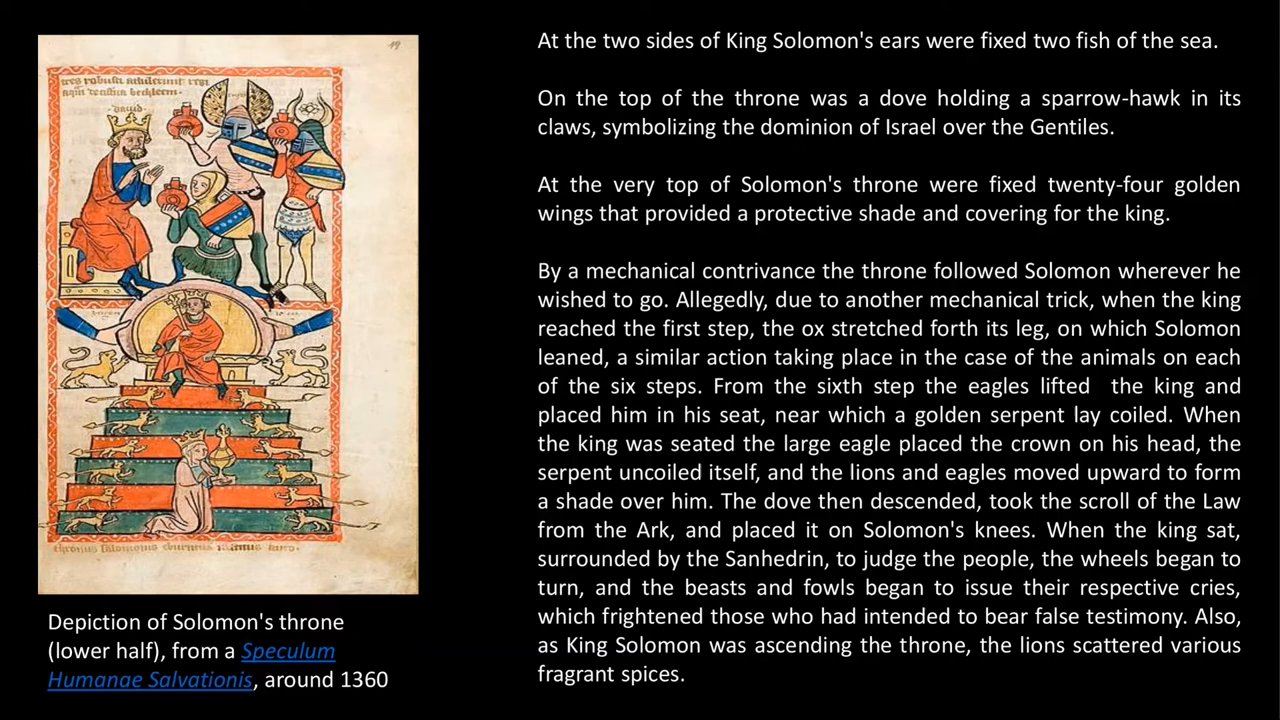 At the two sides of King Solomon's ears were fixed two fish of the sea.
On the top of the throne was a dove holding a sparrow-hawk in its
claws, symbolizing the dominion of Israel over the Gentiles.
At the very top of Solomon's throne were fixed twenty-four golden
wings that provided a protective shade and covering for the king.
By a mechanical contrivance the throne followed Solomon wherever he
wished to go. Allegedly, due to another mechanical trick, when the king
reached the first step, the ox stretched forth its leg, on which Solomon
leaned, a similar action taking place in the case of the animals on each
of the six steps. From the sixth step the eagles lifted the king and
placed him in his seat, near which a golden serpent lay coiled. When
the king was seated the large eagle placed the crown on his head, the
serpent uncoiled itself, and the lions and eagles moved upward to form
a shade over him. The dove then descended, took the scroll of the Law
from the Ark, and placed it on Solomon's knees. When the king sat,
surrounded by the Sanhedrin, to judge the people, the wheels began to
turn, and the beasts and fowls began to issue their respective cries,
which frightened those who had intended to bear false testimony. Also,
as King Solomon was ascending the throne, the lions scattered various
fragrant spices.
tres robusti
david
Depiction of Solomon's throne
(lower half), from a Speculum
Humanae Salvationis, around 1360